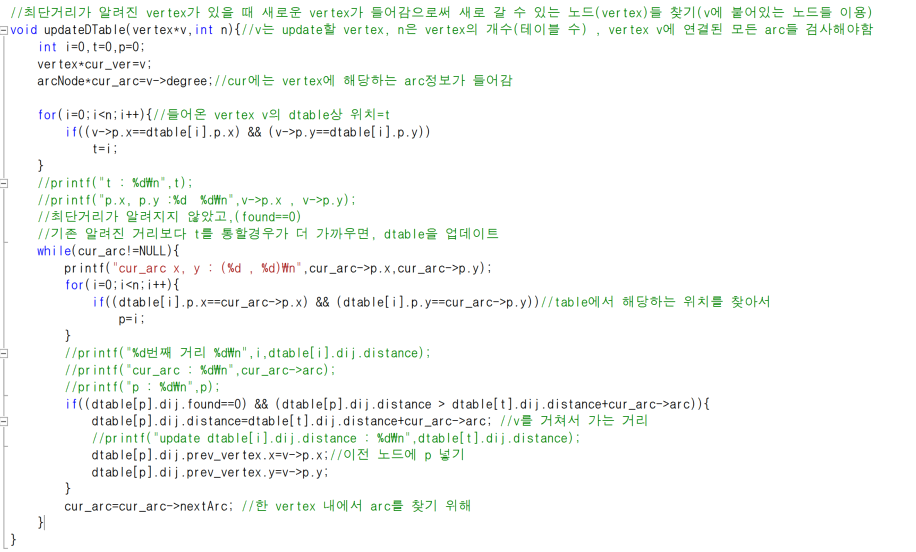 //최단거리가 알려진 vertex가 있을 때 새로운 vertex가 들어감으로써 새로 갈 수 있는 노드(vertex)들 찾기(v에 붙어있는 노드들 이용)
void updateDTable(vertex*v,int n){//v는 update할 vertex, n은 vertex의 개수(테이블 수) , vertex v에 연결된 모든 arc들 검사해야함
    int i=0,t=0,p=0;
    vertex*cur_ver=v;
    arcNode*cur_arc=v->degree;//cur에는 vertex에 해당하는 arc정보가 들어감

    for(i=0;i<n;i++){//들어온 vertex v의 dtable상 위치=t
        if((v->p.x==dtable[i].p.x) && (v->p.y==dtable[i].p.y))
            t=i;
    }
    //printf("t : %d₩n",t);
    //printf("p.x, p.y :%d  %d₩n",v->p.x , v->p.y);
    //최단거리가 알려지지 않았고,(found==0)
    //기존 알려진 거리보다 t를 통할경우가 더 가까우면, dtable을 업데이트
    while(cur_arc!=NULL){
        printf("cur_arc x, y : (%d , %d)₩n",cur_arc->p.x,cur_arc->p.y);
        for(i=0;i<n;i++){
            if((dtable[i].p.x==cur_arc->p.x) && (dtable[i].p.y==cur_arc->p.y))//table에서 해당하는 위치를 찾아서
                p=i;
        }
        //printf("%d번째 거리 %d₩n",i,dtable[i].dij.distance);
        //printf("cur_arc : %d₩n",cur_arc->arc);
        //printf("p : %d₩n",p);
        if((dtable[p].dij.found==0) && (dtable[p].dij.distance > dtable[t].dij.distance+cur_arc->arc)){
            dtable[p].dij.distance=dtable[t].dij.distance+cur_arc->arc; //v를 거쳐서 가는 거리
            //printf("update dtable[i].dij.distance : %d₩n",dtable[t].dij.distance);
            dtable[p].dij.prev_vertex.x=v->p.x;//이전 노드에 p 넣기
            dtable[p].dij.prev_vertex.y=v->p.y;
        }
        cur_arc=cur_arc->nextArc; //한 vertex 내에서 arc를 찾기 위해
    }
}